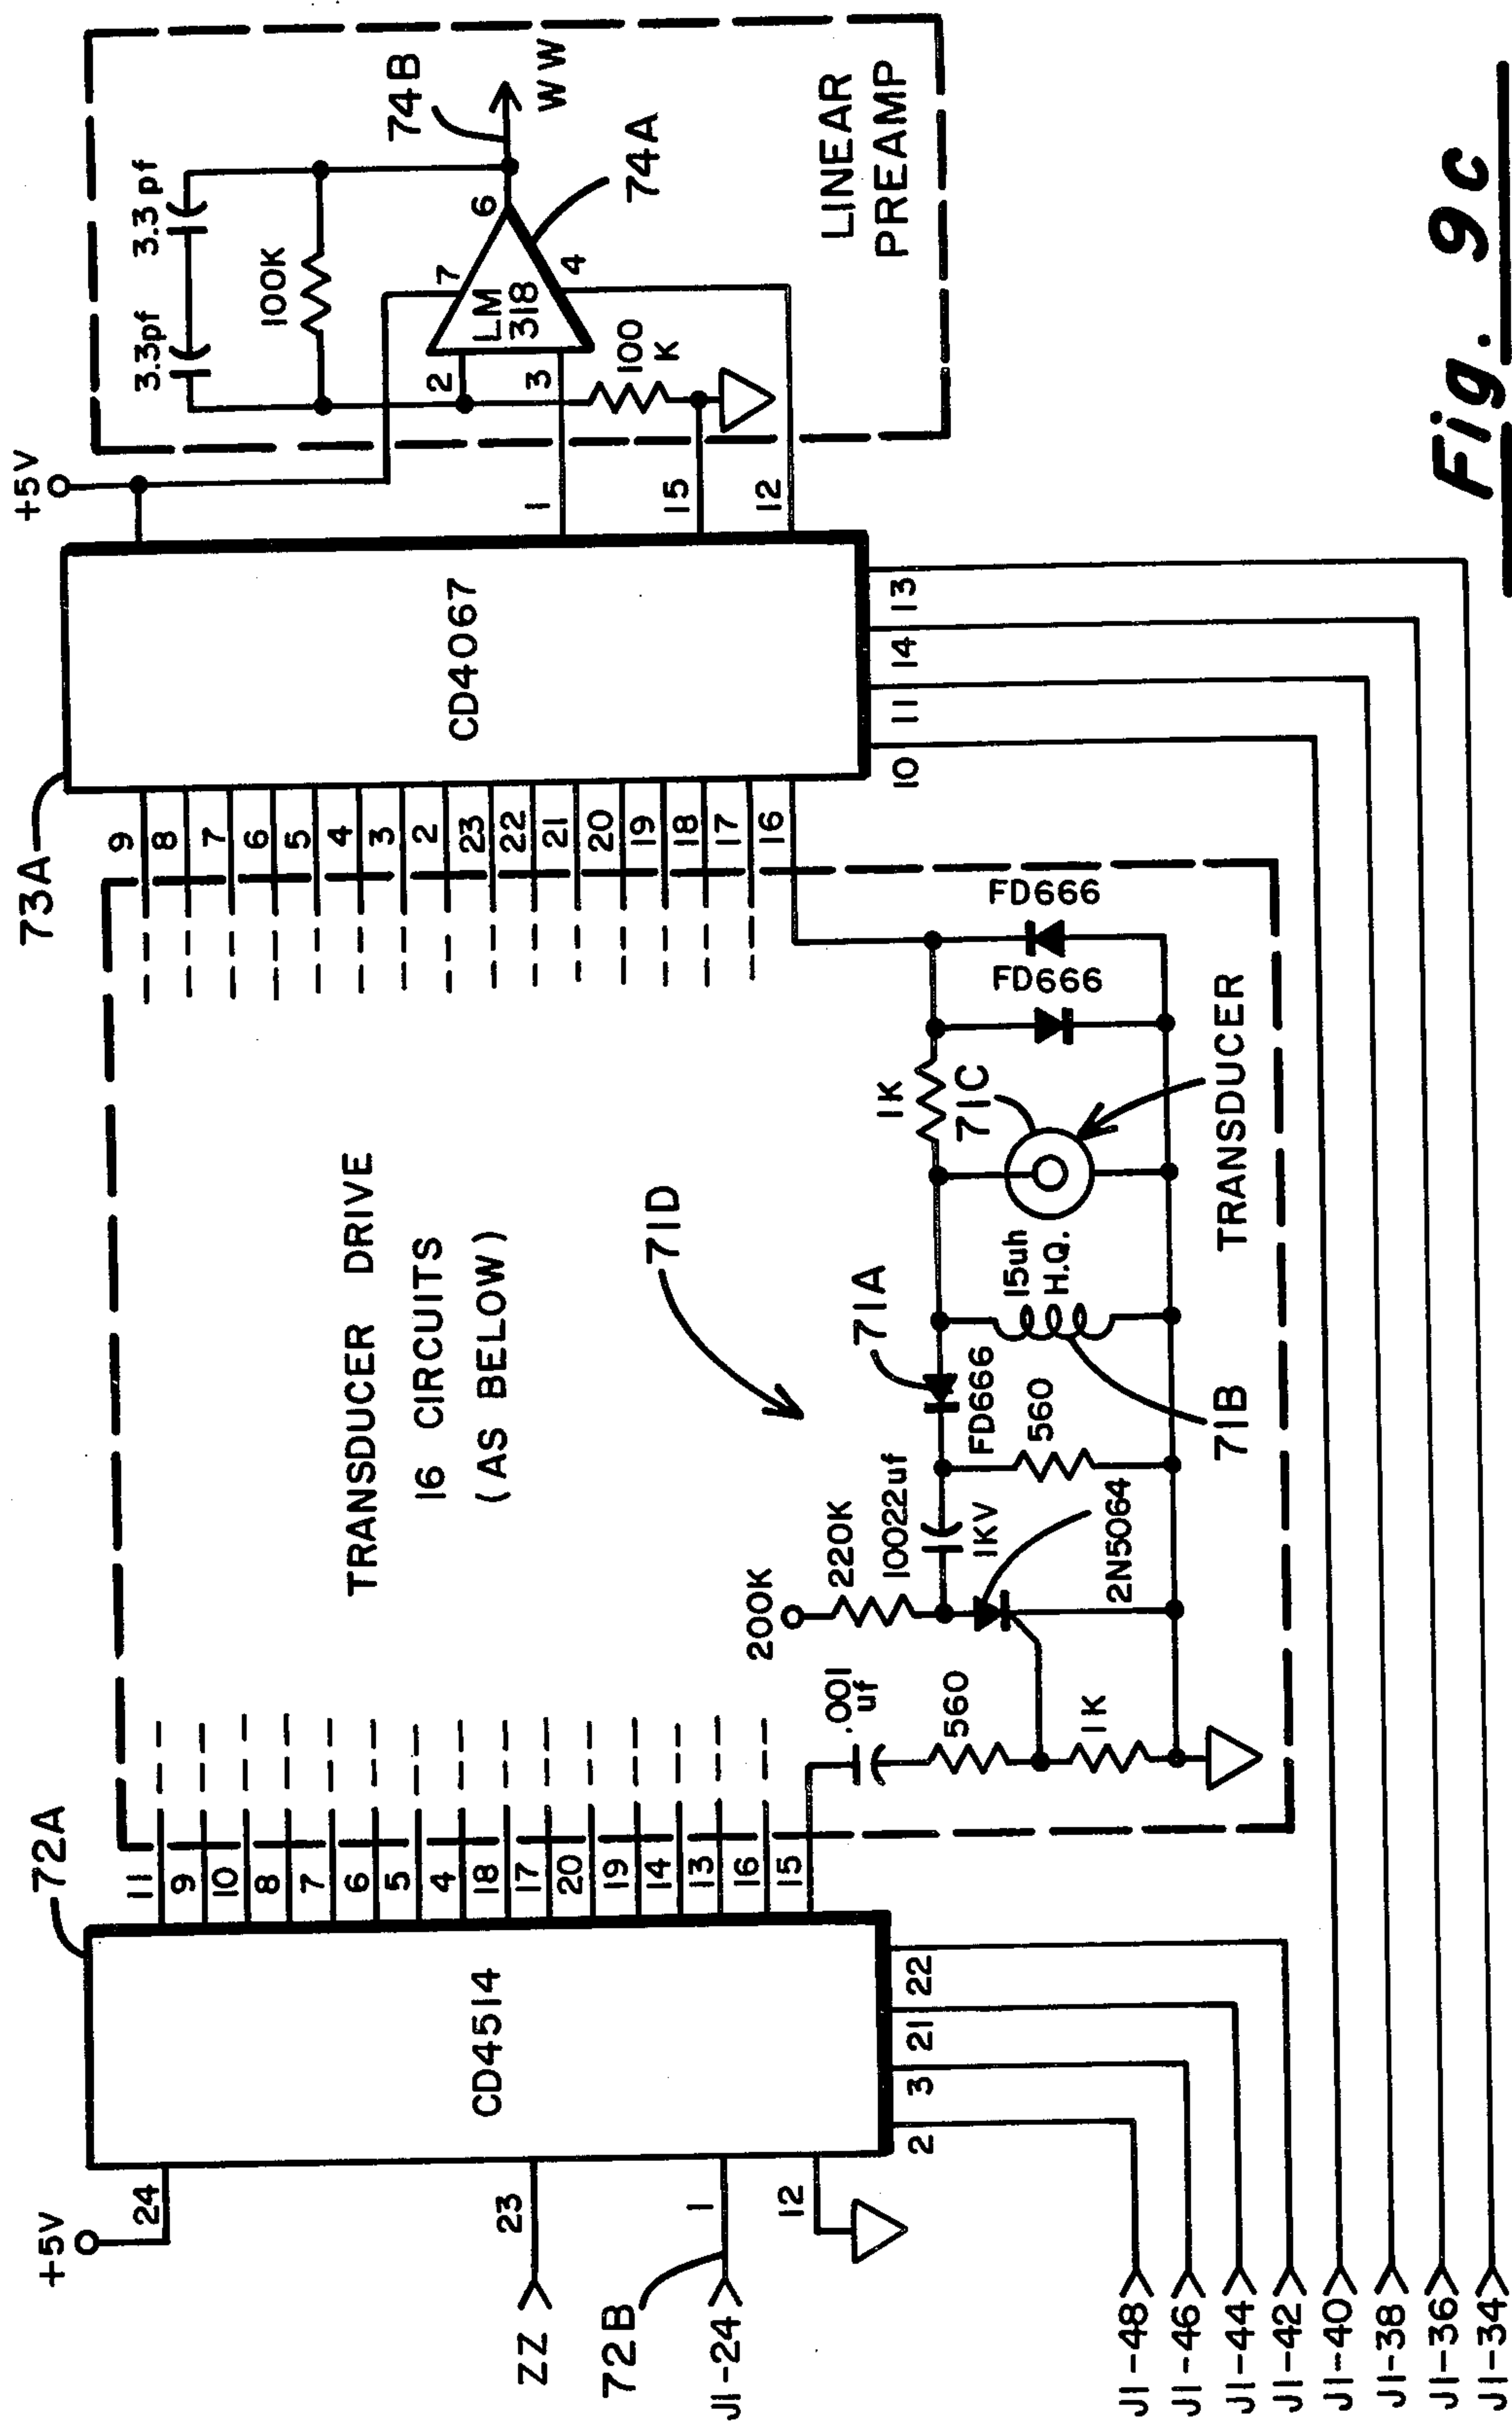 +5V
24
ZZ
23
72B
J1-24
1
12
CD4514
72A
11
9
10
8
7
6
5
4
18
17
20
19
14
13
16
15
2
3
21
22
J1-48
J1-46
J1-44
J1-42
J1-40
J1-38
J1-36
J1-34
TRANSDUCER DRIVE
16 CIRCUITS
(AS BELOW)
71D
.001
uf
560
1K
200K
220K
10022uf
1KV
2N5064
FD666
560
71A
71B
15uh
H.Q.
71C
1K
TRANSDUCER
FD666
FD666
73A
9
8
7
6
5
4
3
2
23
22
21
20
19
18
17
16
CD4067
10
11
14
13
+5V
1
15
12
3.3pf
3.3pf
100K
2
3
7
LM
318
6
4
100
K
74B
WW
74A
LINEAR
PREAMP
Fig. 9c